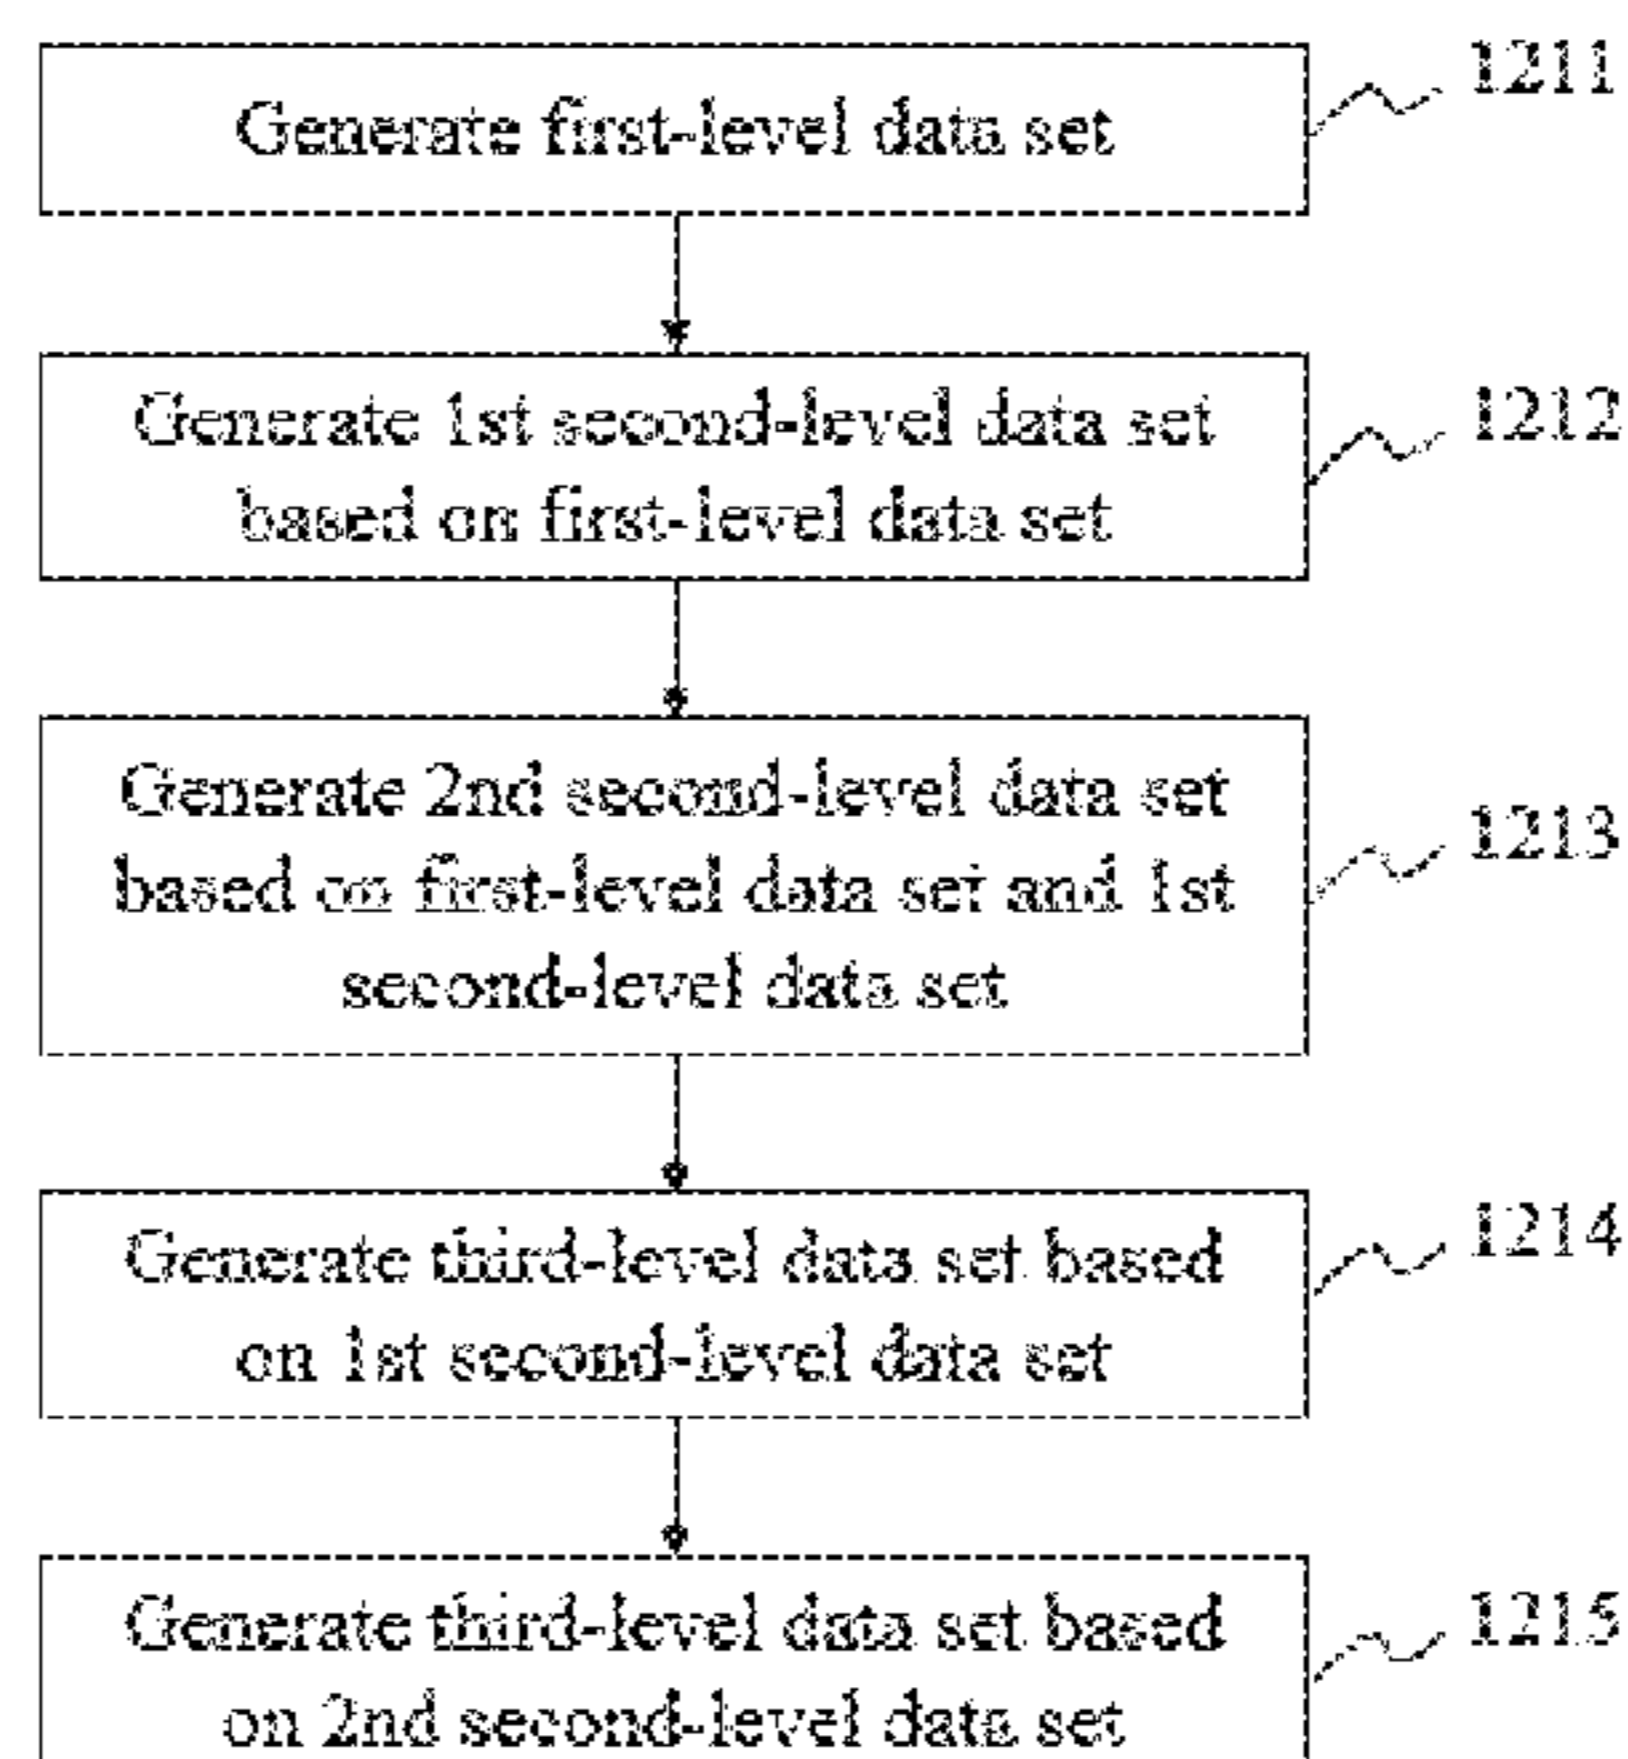 Generate first-level data set
1211
Generate 1st second-level data set
based on first-level data set
1212
Generate 2nd second-level data set
based on first-level data set and 1st
second-level data set
1213
Generate third-level data set based
on 1st second-level data set
1214
Generate third-level data set based
on 2nd second-level data set
1215